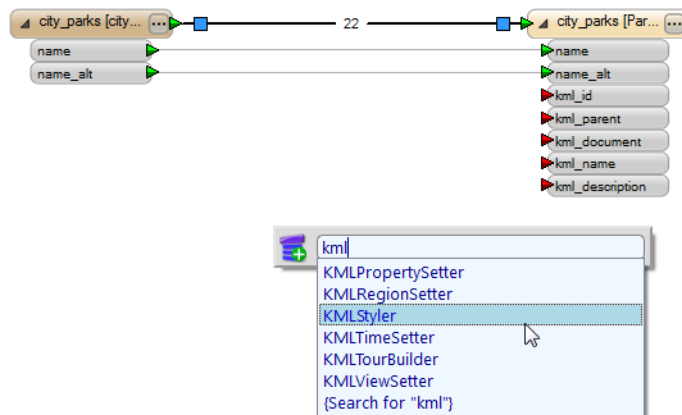 city_parks [city...
22
city_parks [Par...
name
name_alt
name
name_alt
kml_id
kml_parent
kml_document
kml_name
kml_description
kml
KMLPropertySetter
KMLRegionSetter
KMLStyler
KMLTimeSetter
KMLTourBuilder
KMLViewSetter
{Search for "kml"}